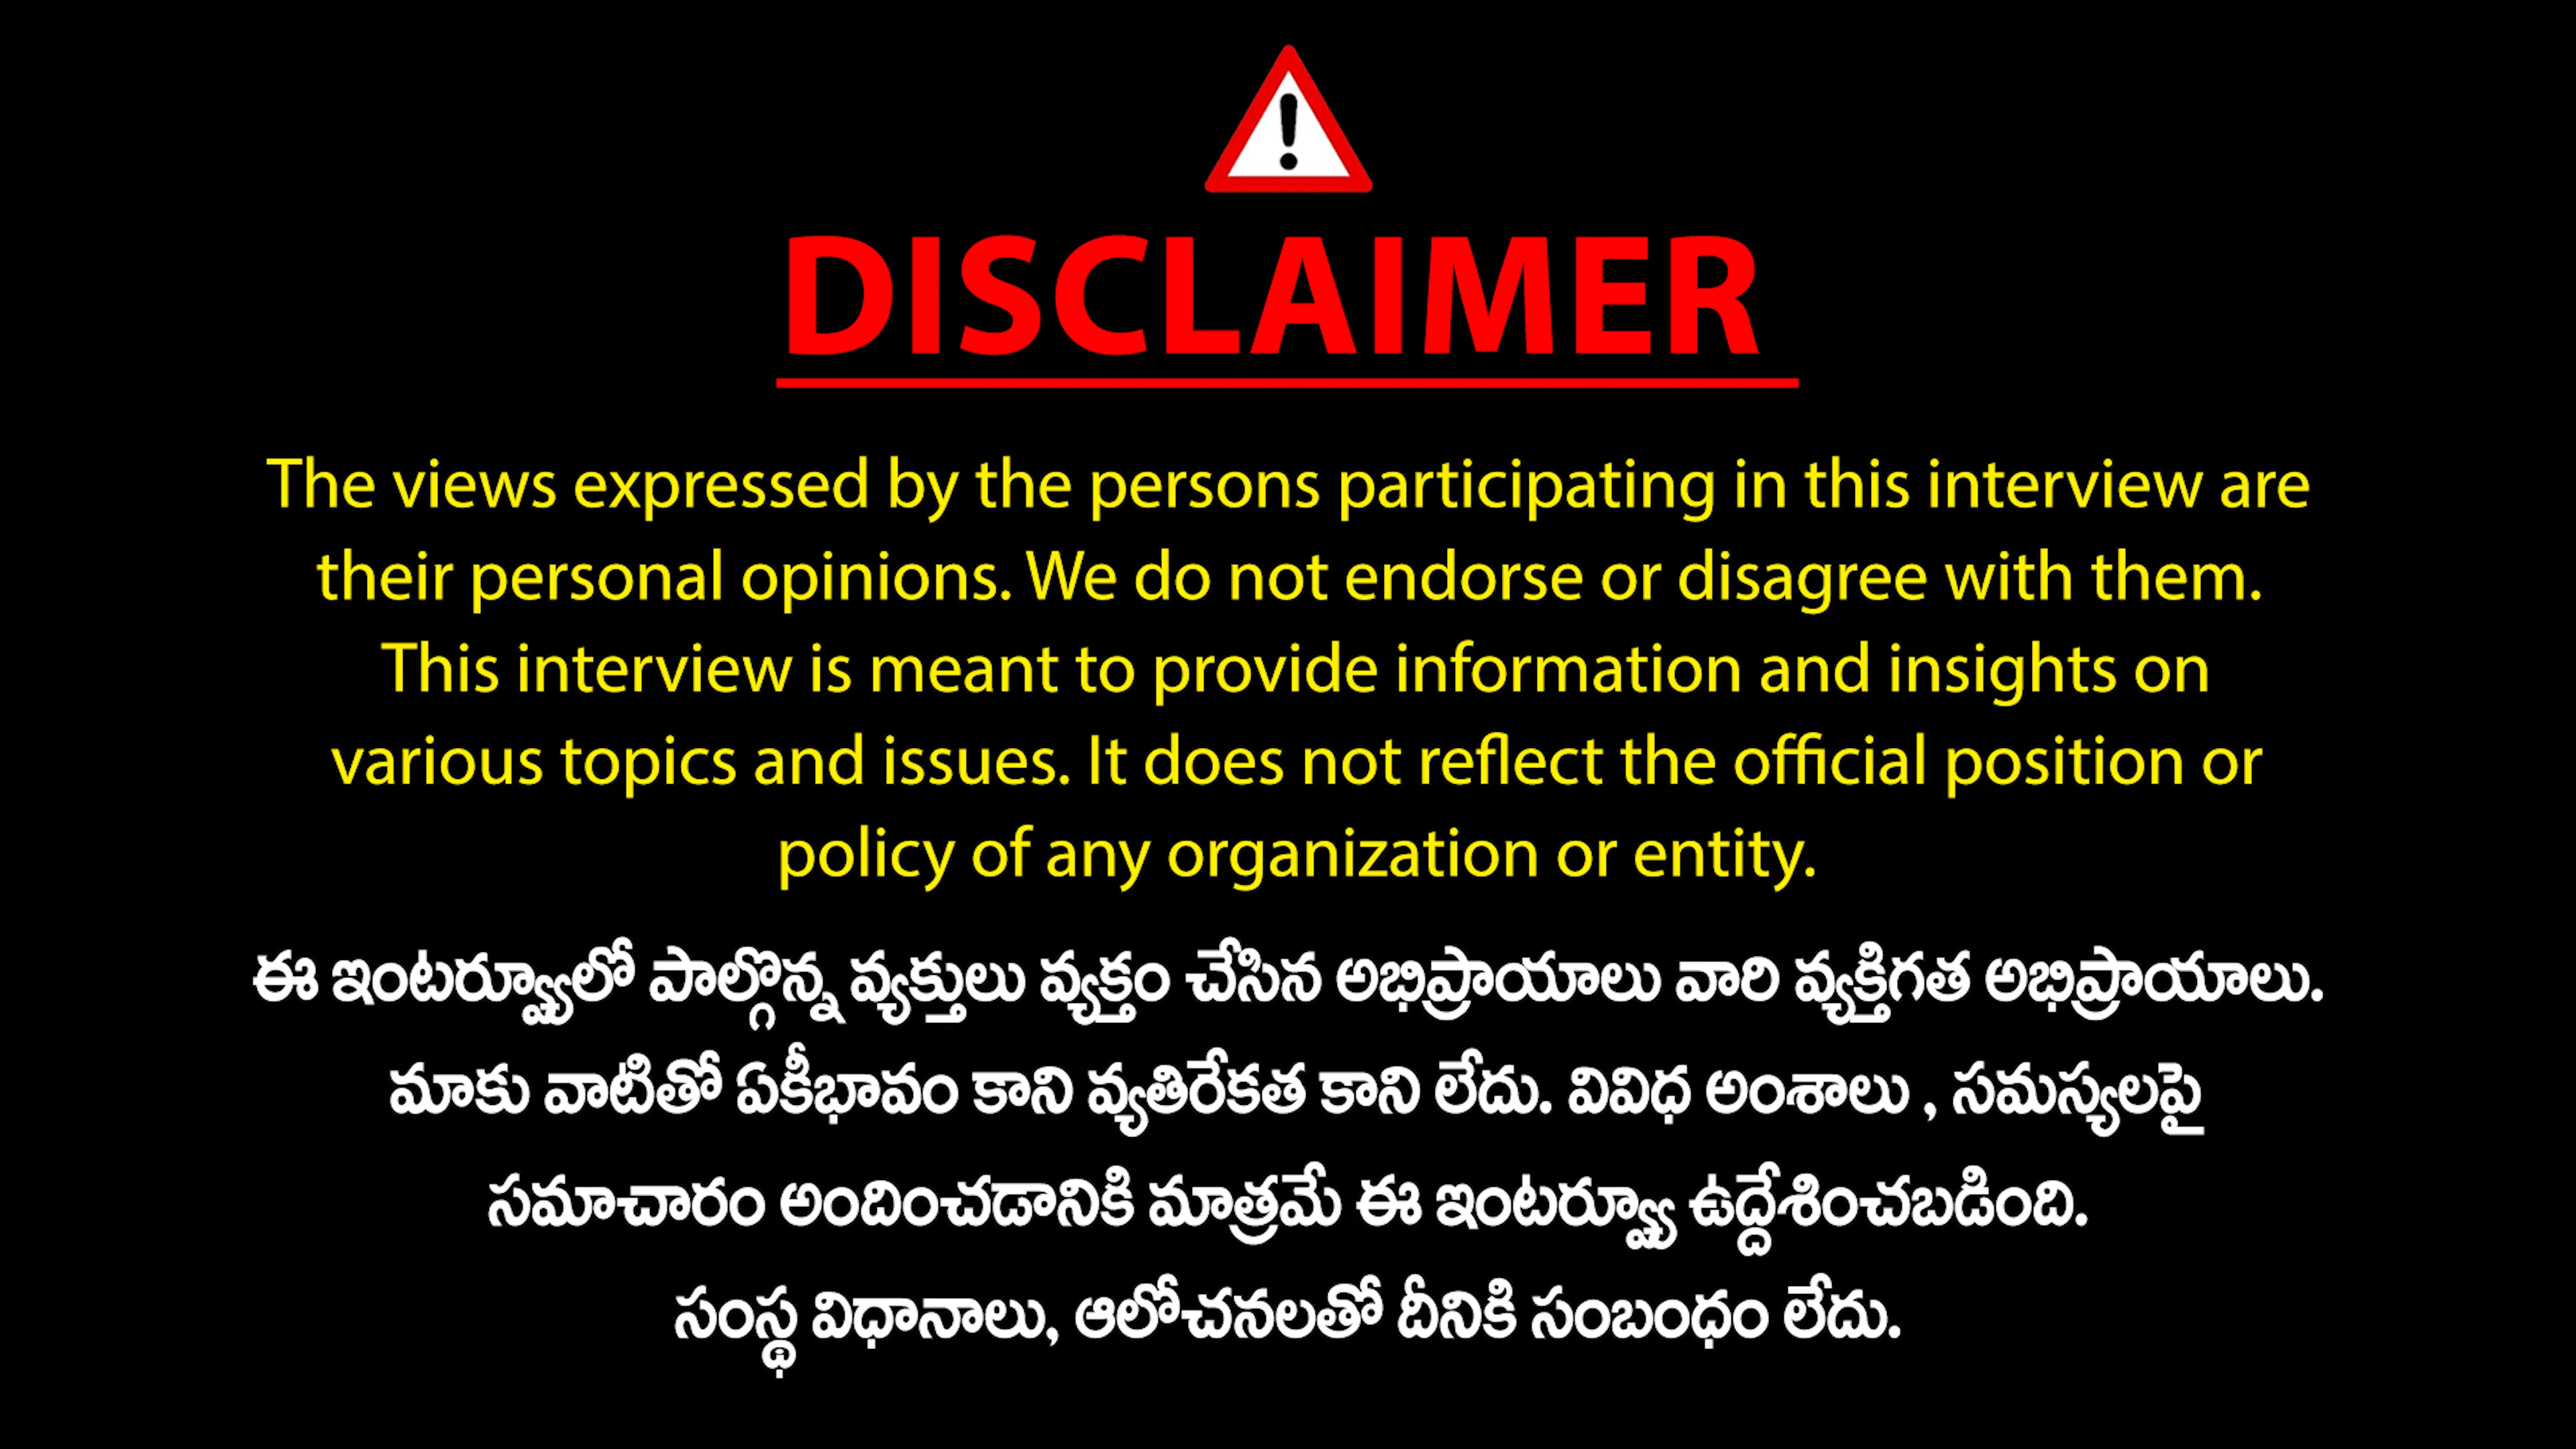 DISCLAIMER
The views expressed by the persons participating in this interview are
their personal opinions. We do not endorse or disagree with them.
This interview is meant to provide information and insights on
various topics and issues. It does not reflect the official position or
policy of any organization or entity.
ఈ ఇంటర్వ్యూలో పాల్గొన్న వ్యక్తులు వ్యక్తం చేసిన అభిప్రాయాలు వారి వ్యక్తిగత అభిప్రాయాలు.
మాకు వాటితో ఏకీభావం కాని వ్యతిరేకత కాని లేదు. వివిధ అంశాలు , సమస్యలపై
సమాచారం అందించడానికి మాత్రమే ఈ ఇంటర్వ్యూ ఉద్దేశించబడింది.
సంస్థ విధానాలు, ఆలోచనలతో దీనికి సంబంధం లేదు.